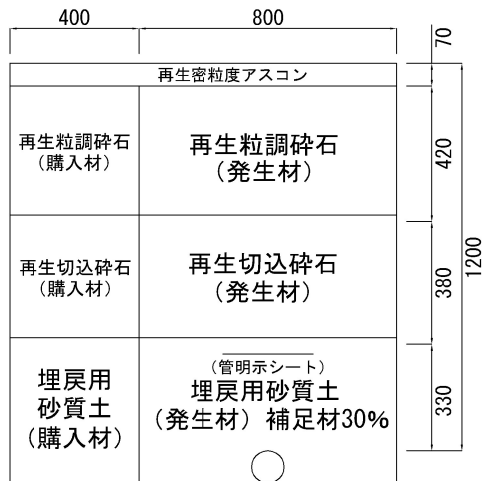 400
800
70
再生密粒度アスコン
再生粒調砕石
(購入材)
再生粒調砕石
(発生材)
420
再生切込砕石
(購入材)
再生切込砕石
(発生材)
380
1200
埋戻用
砂質土
(購入材)
(管明示シート)
埋戻用砂質土
(発生材) 補足材30%
330